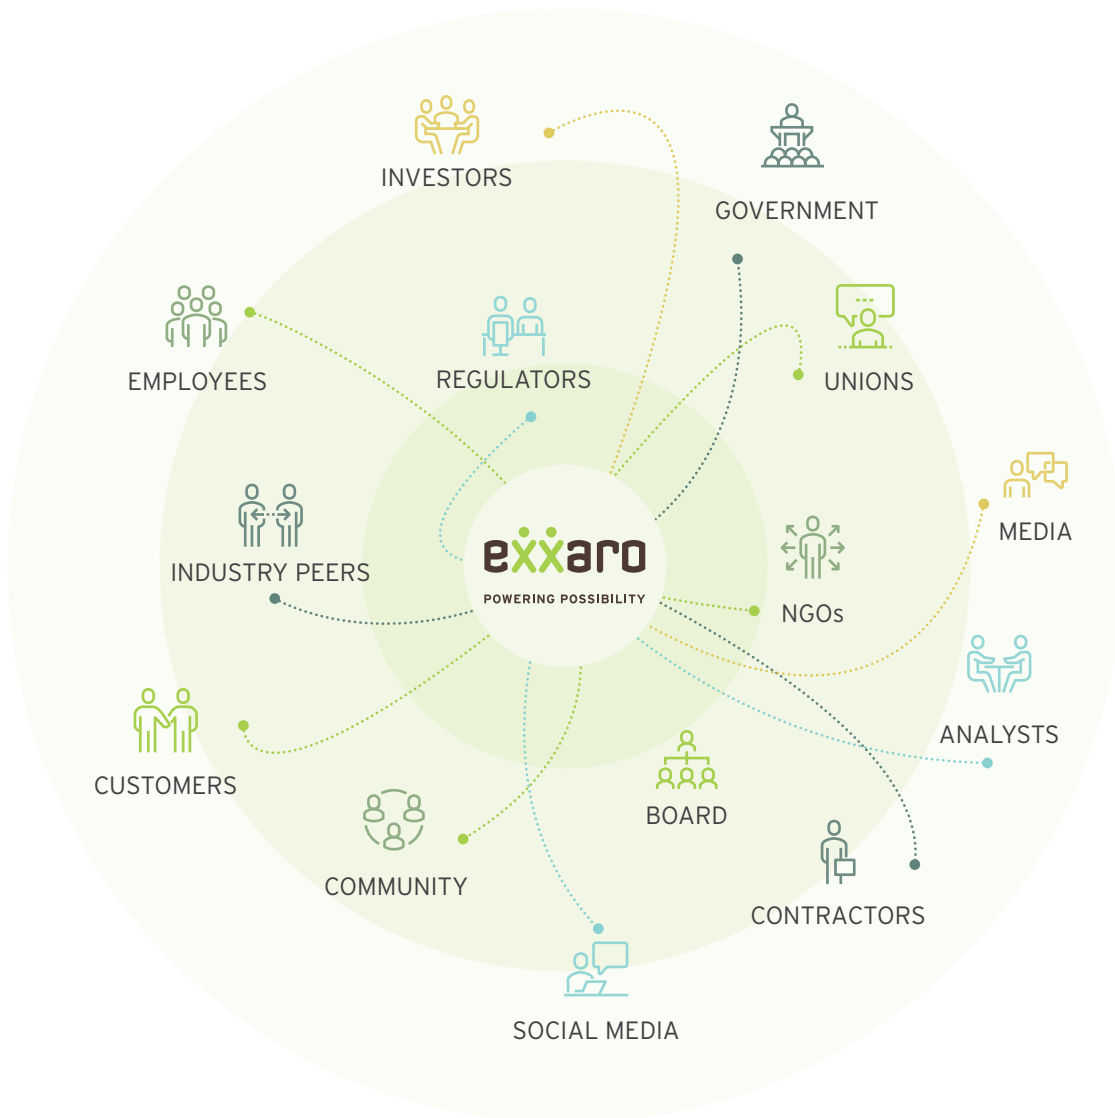 INVESTORS
GOVERNMENT
EMPLOYEES
REGULATORS
UNIONS
MEDIA
INDUSTRY PEERS
exxaro
POWERING POSSIBILITY
NGOs
ANALYSTS
CUSTOMERS
BOARD
COMMUNITY
CONTRACTORS
SOCIAL MEDIA